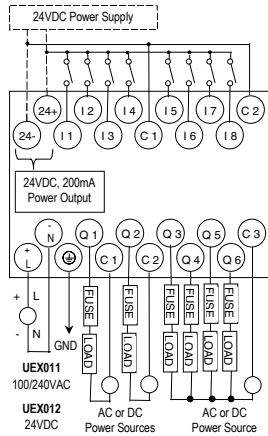 24VDC Power Supply
24- 24+ I 1 I 2 I 3 I 4 C 1 I 5 I 6 I 7 I 8 C 2
24VDC, 200mA
Power Output
+ L - N Q 1 C 1 Q 2 C 2 Q 3 Q 4 Q 5 Q 6 C 3
+ L
- N
GND
FUSE FUSE FUSE FUSE FUSE FUSE
LOAD LOAD LOAD LOAD LOAD LOAD
UEX011
100/240VAC
UEX012
24VDC
AC or DC
Power Sources
AC or DC
Power Source